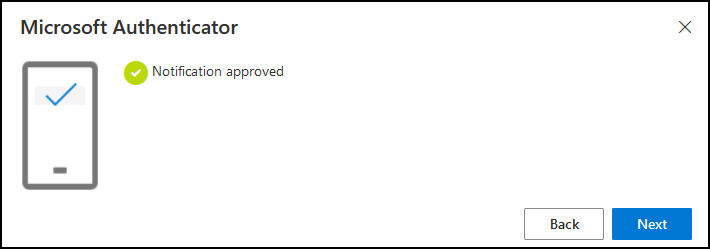 Microsoft Authenticator
Notification approved
Back
Next